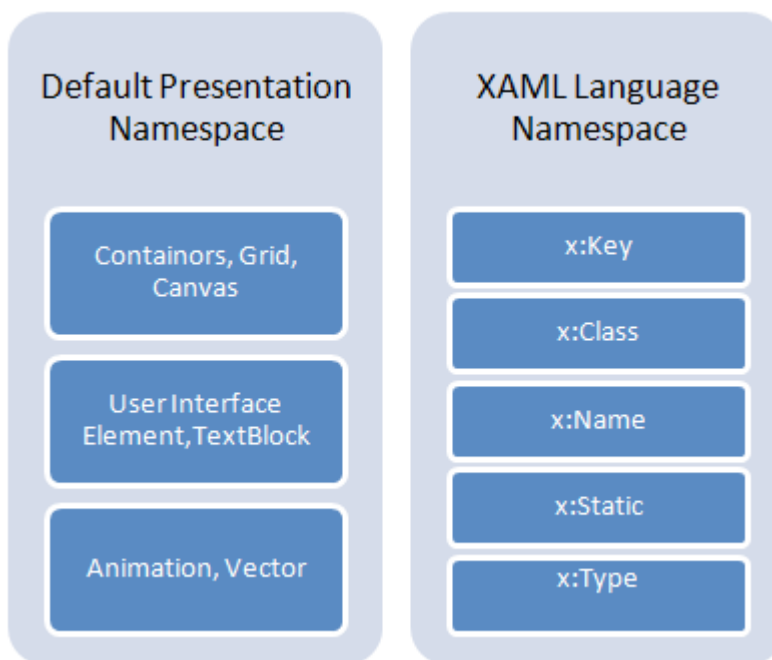 Default Presentation
Namespace
Containors, Grid,
Canvas
User Interface
Element,TextBlock
Animation, Vector
XAML Language
Namespace
x:Key
x:Class
x:Name
x:Static
x:Type